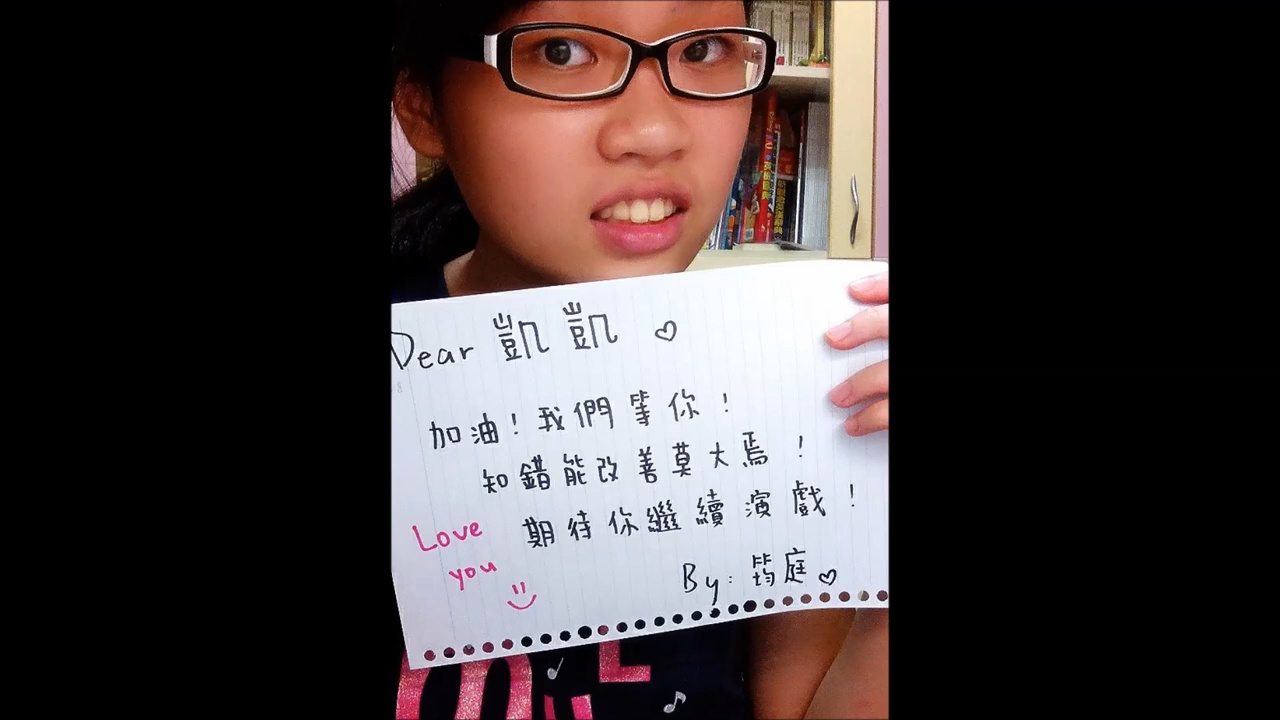 Dear 凱凱 ♡
加油！我們等你！
知錯能改善莫大焉！
期待你繼續演戲！
Love
you
By: 筠庭♡